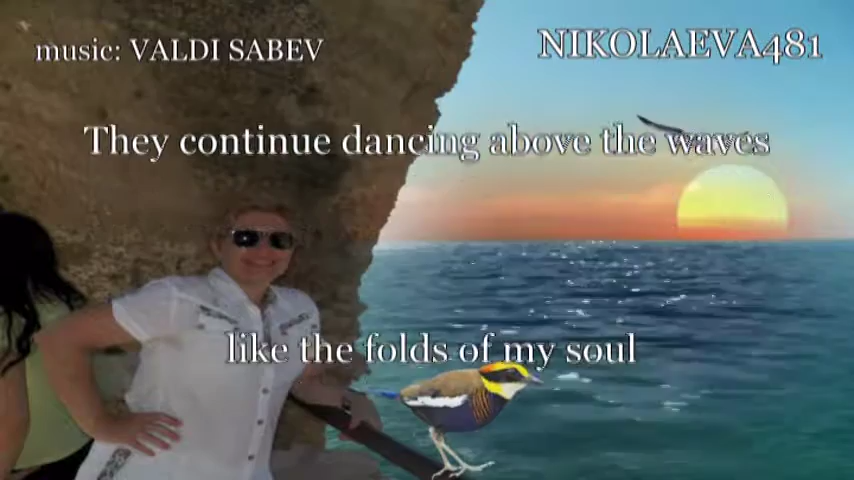 music: VALDI SABEV
NIKOLAEVA481
They continue dancing above the waves
like the folds of my soul